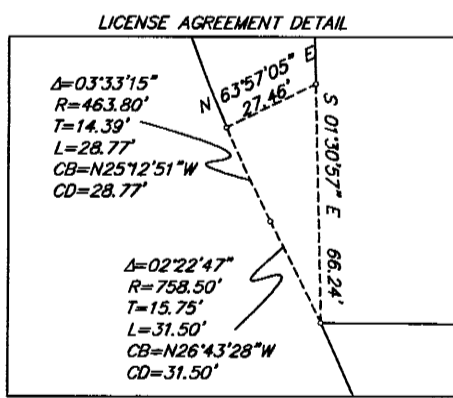 LICENSE AGREEMENT DETAIL
Δ=03°33'15"
R=463.80'
T=14.39'
L=28.77'
CB=N25°12'51"W
CD=28.77'
N 63°57'05" E
27.46'
S 01°30'57" E 66.24'
Δ=02°22'47"
R=758.50'
T=15.75'
L=31.50'
CB=N26°43'28"W
CD=31.50'